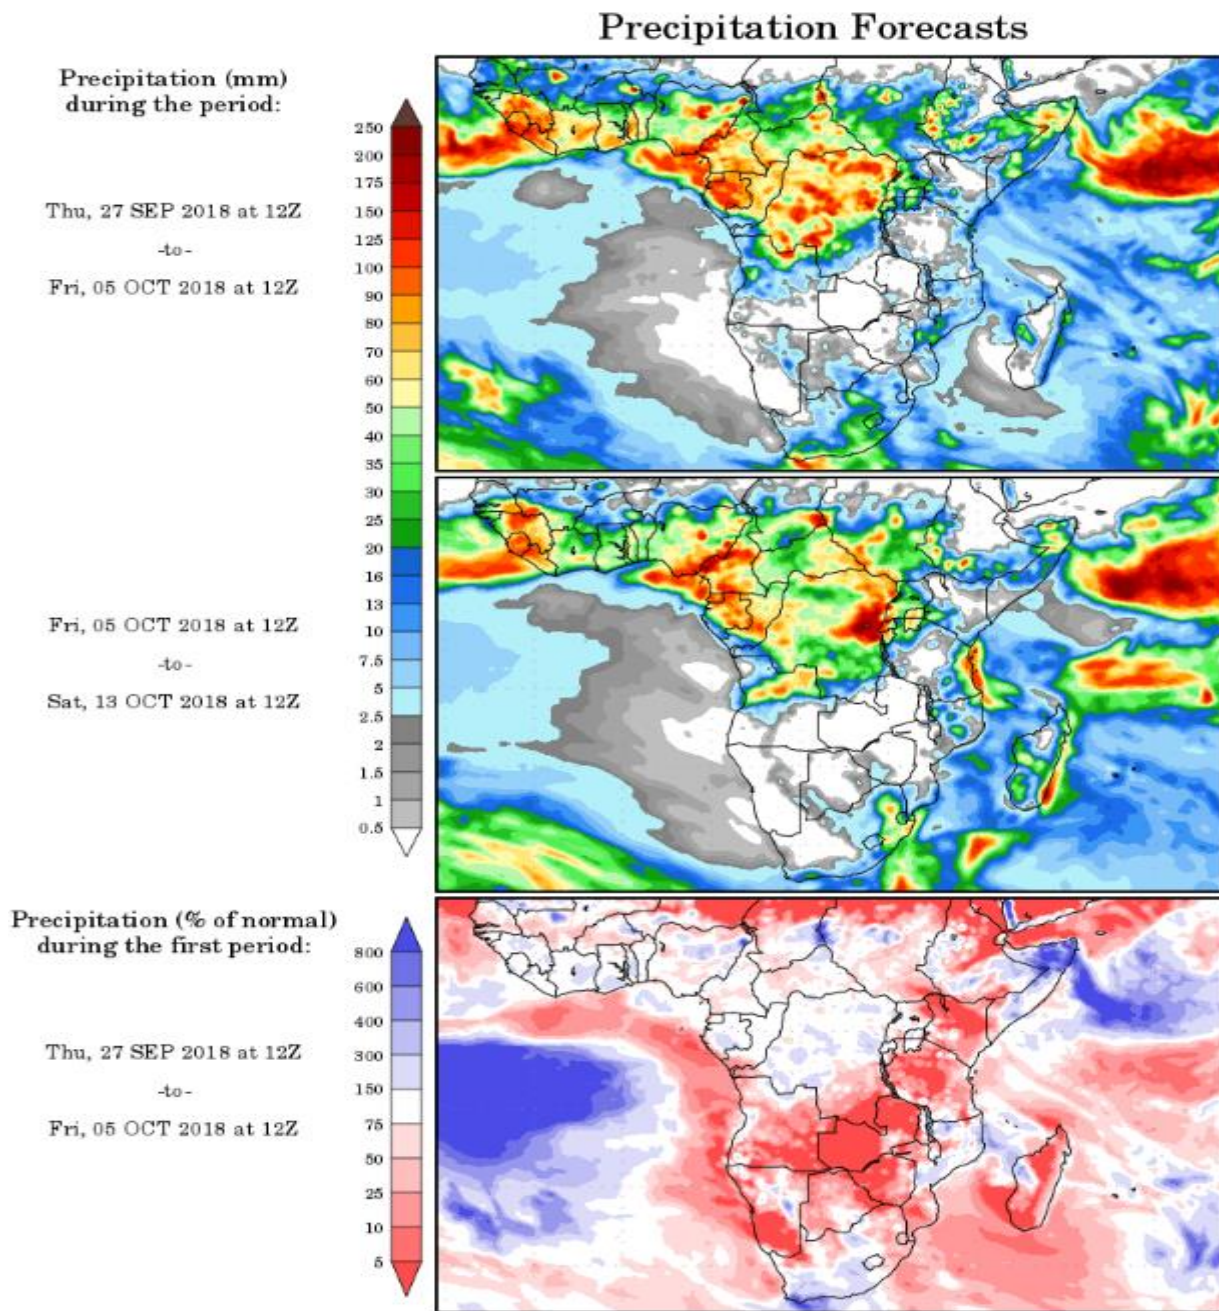 Precipitation Forecasts
Precipitation (mm)
during the period:
Thu, 27 SEP 2018 at 12Z
-to-
Fri, 05 OCT 2018 at 12Z
250
200
175
150
125
100
90
80
70
60
50
40
35
30
25
20
16
13
10
7.5
5
2.5
2
1.5
1
0.5
Fri, 05 OCT 2018 at 12Z
-to-
Sat, 13 OCT 2018 at 12Z
Precipitation (% of normal)
during the first period:
Thu, 27 SEP 2018 at 12Z
-to-
Fri, 05 OCT 2018 at 12Z
800
600
400
300
150
75
50
25
10
5